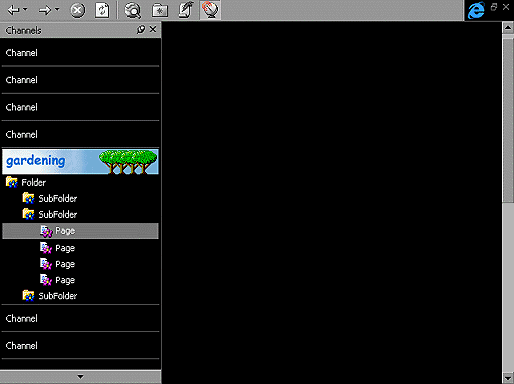 Channels
Channel
Channel
Channel
Channel
gardening
Folder
SubFolder
SubFolder
Page
Page
Page
Page
SubFolder
Channel
Channel